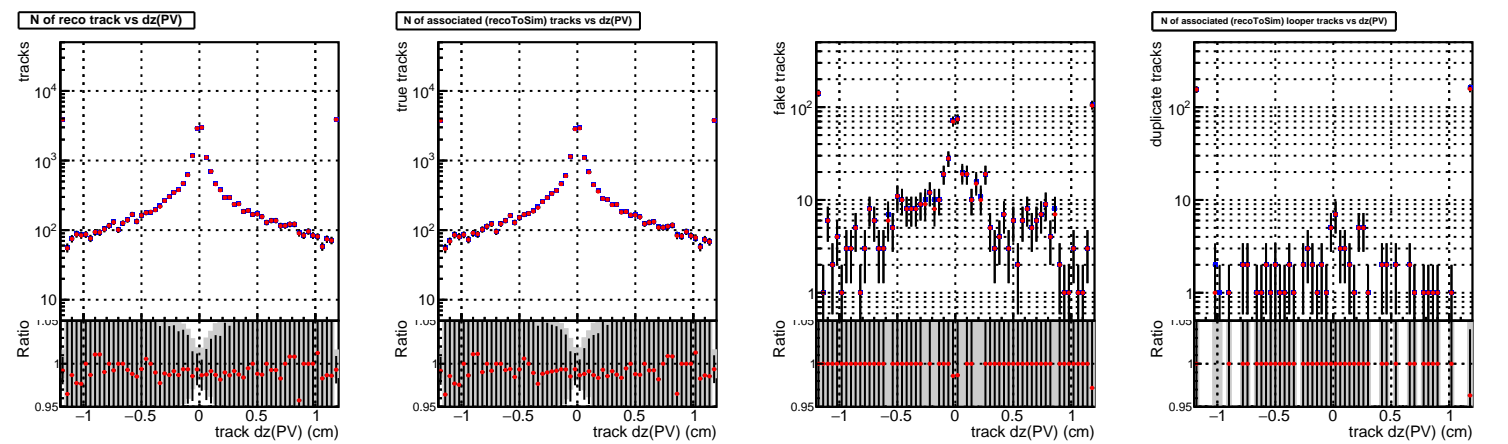 N of reco track vs dz(PV)
tracks
10⁴
10³
10²
10
Ratio
1.05
1
0.95
−1 −0.5 0 0.5 1
track dz(PV) (cm)
N of associated (recoToSim) tracks vs dz(PV)
true tracks
10⁴
10³
10²
10
Ratio
1.05
1
0.95
−1 −0.5 0 0.5 1
track dz(PV) (cm)
fake tracks
10²
10
1
Ratio
1.05
1
0.95
−1 −0.5 0 0.5 1
track dz(PV) (cm)
N of associated (recoToSim) looper tracks vs dz(PV)
duplicate tracks
10²
10
1
Ratio
1.05
1
0.95
−1 −0.5 0 0.5 1
track dz(PV) (cm)